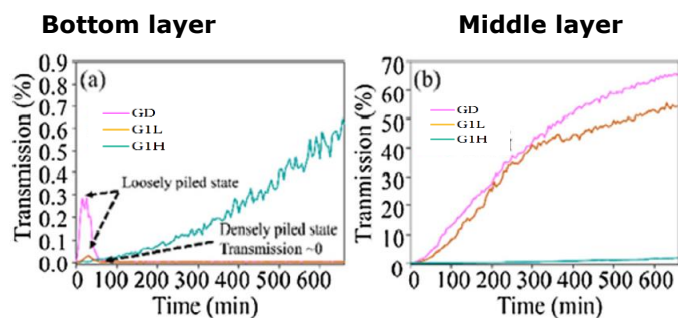 Bottom layer
Middle layer
(a)
Transmission (%)
0.9
0.8
0.7
0.6
0.5
0.4
0.3
0.2
0.1
0.0
GD
G1L
G1H
Loosely piled state
Densely piled state
Transmission ~0
0 100 200 300 400 500 600
Time (min)
(b)
Tranmission (%)
70
60
50
40
30
20
10
0
GD
G1L
G1H
0 100 200 300 400 500 600
Time (min)